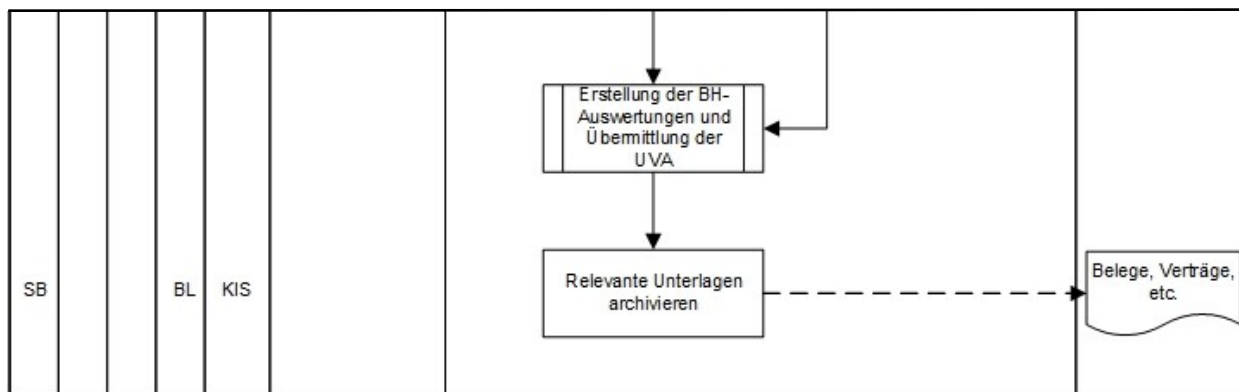 Erstellung der BH-
Auswertungen und
Übermittlung der
UVA
SB
BL
KIS
Relevante Unterlagen
archivieren
Belege, Verträge,
etc.